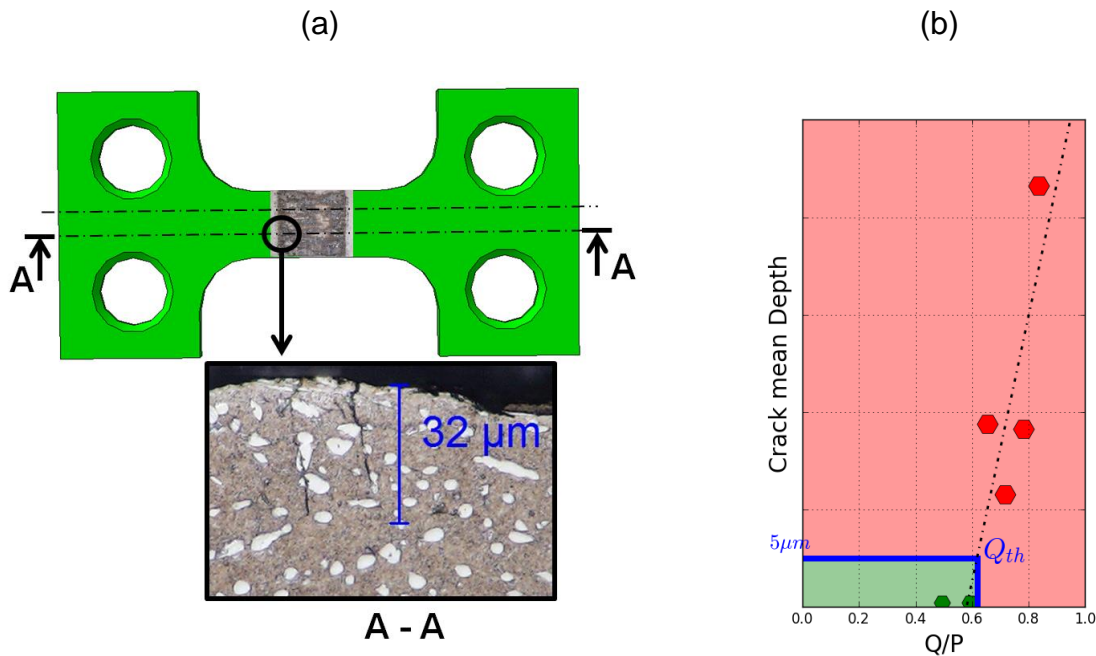 (a)
(b)
A
A
32 μm
A - A
Crack mean Depth
5μm
Q_th
0.0 0.2 0.4 0.6 0.8 1.0
Q/P